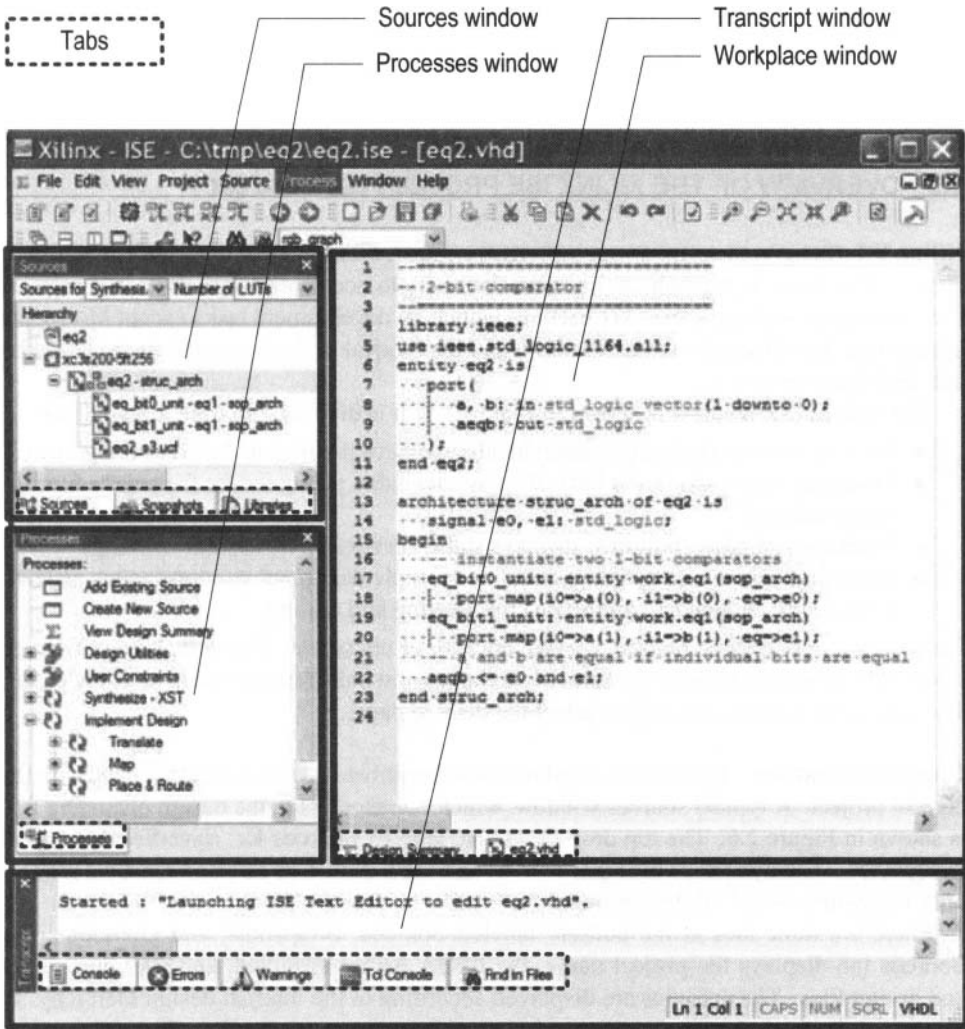 Tabs
Sources window
Transcript window
Processes window
Workplace window
Xilinx - ISE - C:\tmp\eq2\eq2.ise - [eq2.vhd]
File Edit View Project Source Process Window Help
rgb_graph
Sources
Sources for: Synthesis. Number of LUTs
Hierarchy
eq2
xc3s200-5ft256
eq2 - struc_arch
eq_bit0_unit - eq1 - sop_arch
eq_bit1_unit - eq1 - sop_arch
eq2_s3.ucf
Sources Snapshots Libraries
Processes
Processes:
Add Existing Source
Create New Source
View Design Summary
Design Utilities
User Constraints
Synthesize - XST
Implement Design
Translate
Map
Place & Route
Processes
1 --==============================
2 -- 2-bit comparator
3 --==============================
4 library ieee;
5 use ieee.std_logic_1164.all;
6 entity eq2 is
7 port(
8 a, b: in std_logic_vector(1 downto 0);
9 aeqb: out std_logic
10 );
11 end eq2;
12
13 architecture struc_arch of eq2 is
14 signal e0, e1: std_logic;
15 begin
16 -- instantiate two 1-bit comparators
17 eq_bit0_unit: entity work.eq1(sop_arch)
18 port map(i0=>a(0), i1=>b(0), eq=>e0);
19 eq_bit1_unit: entity work.eq1(sop_arch)
20 port map(i0=>a(1), i1=>b(1), eq=>e1);
21 -- a and b are equal if individual bits are equal
22 aeqb <= e0 and e1;
23 end struc_arch;
24
Design Summary eq2.vhd
Started : "Launching ISE Text Editor to edit eq2.vhd".
Console Errors Warnings Tcl Console Find in Files
Ln 1 Col 1 CAPS NUM SCRL VHDL